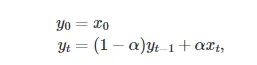 y₀ = x₀
yₜ = (1 − α)yₜ₋₁ + αxₜ,